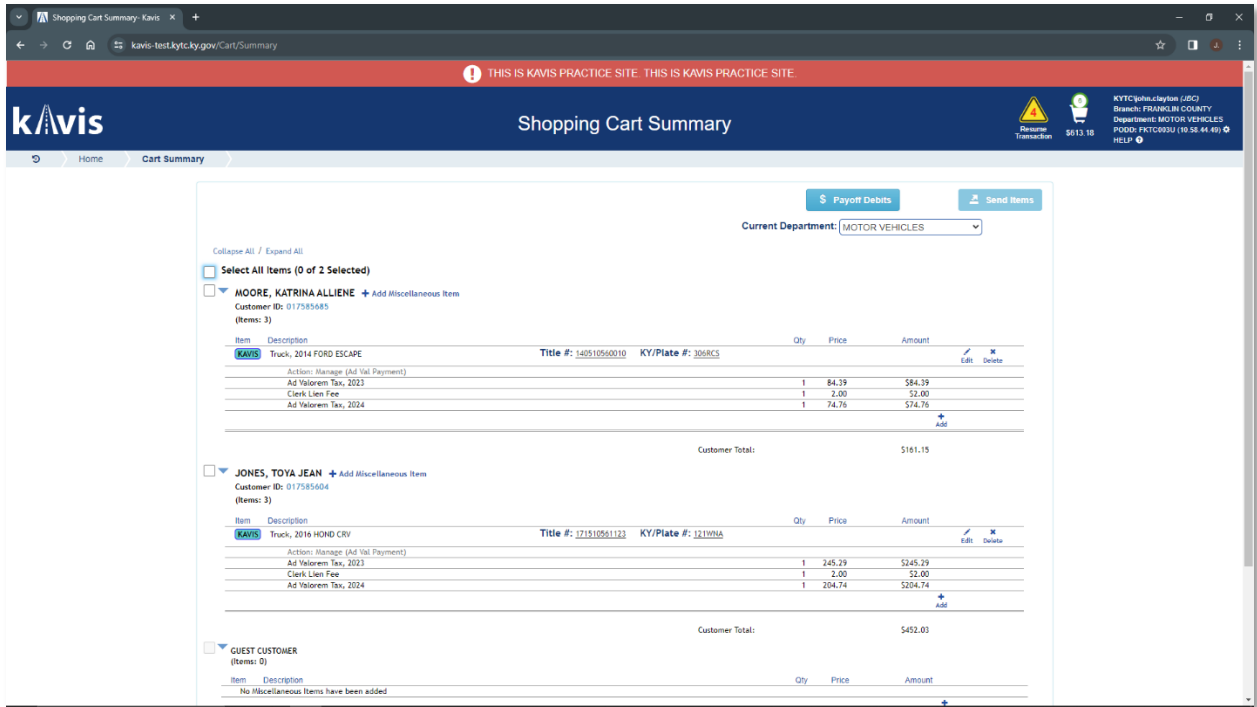 Shopping Cart Summary- Kavis
kavis-test.kytc.ky.gov/Cart/Summary
THIS IS KAVIS PRACTICE SITE. THIS IS KAVIS PRACTICE SITE.
kavis
Shopping Cart Summary
4
Resume
Transaction
6
$613.18
KYTC\john.clayton (JBC)
Branch: FRANKLIN COUNTY
Department: MOTOR VEHICLES
PODD: FKTC003U (10.58.44.49)
HELP
Home
Cart Summary
$ Payoff Debits
Send Items
Current Department: MOTOR VEHICLES
Collapse All / Expand All
Select All Items (0 of 2 Selected)
MOORE, KATRINA ALLIENE + Add Miscellaneous Item
Customer ID: 017585685
(Items: 3)
Item Description Qty Price Amount
KAVIS Truck, 2014 FORD ESCAPE Title #: 140510560010 KY/Plate #: 306RCS Edit Delete
Action: Manage (Ad Val Payment)
Ad Valorem Tax, 2023 1 84.39 $84.39
Clerk Lien Fee 1 2.00 $2.00
Ad Valorem Tax, 2024 1 74.76 $74.76
+
Add
Customer Total: $161.15
JONES, TOYA JEAN + Add Miscellaneous Item
Customer ID: 017585604
(Items: 3)
Item Description Qty Price Amount
KAVIS Truck, 2016 HOND CRV Title #: 171510561123 KY/Plate #: 121WNA Edit Delete
Action: Manage (Ad Val Payment)
Ad Valorem Tax, 2023 1 245.29 $245.29
Clerk Lien Fee 1 2.00 $2.00
Ad Valorem Tax, 2024 1 204.74 $204.74
+
Add
Customer Total: $452.03
GUEST CUSTOMER
(Items: 0)
Item Description Qty Price Amount
No Miscellaneous Items have been added
+